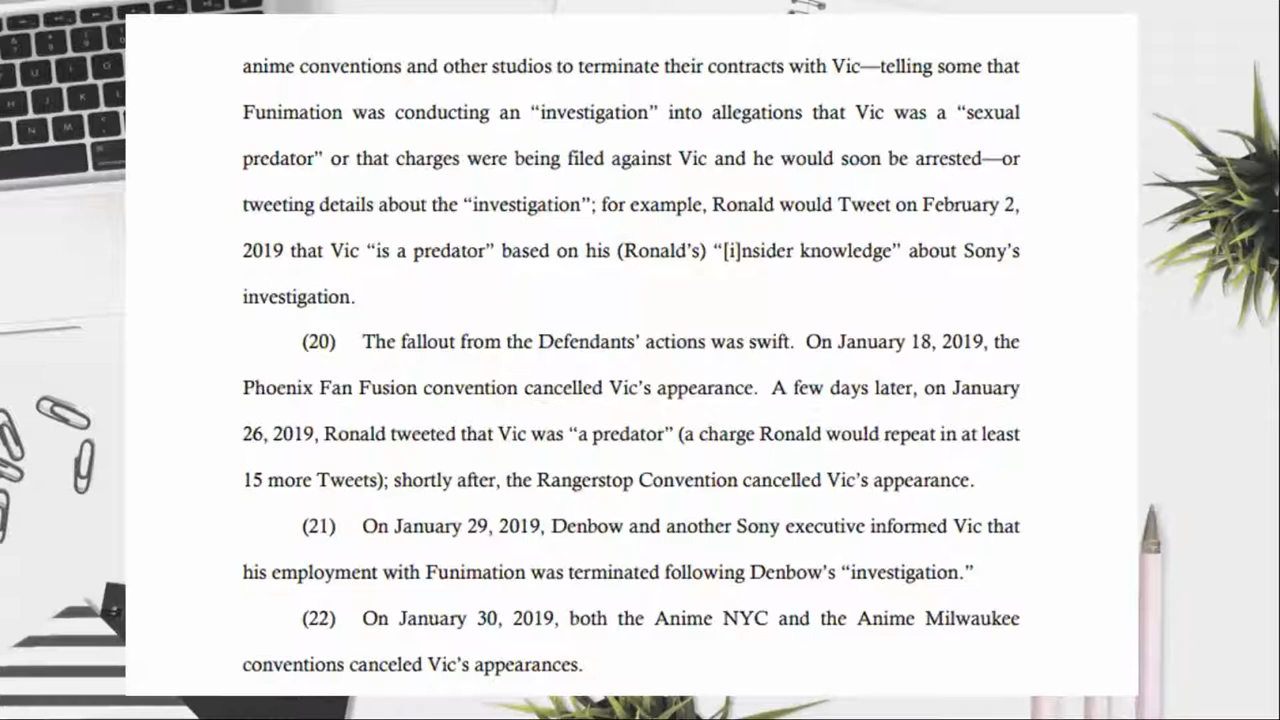 anime conventions and other studios to terminate their contracts with Vic—telling some that
Funimation was conducting an “investigation” into allegations that Vic was a “sexual
predator” or that charges were being filed against Vic and he would soon be arrested—or
tweeting details about the “investigation”; for example, Ronald would Tweet on February 2,
2019 that Vic “is a predator” based on his (Ronald’s) “[i]nsider knowledge” about Sony’s
investigation.
(20) The fallout from the Defendants’ actions was swift. On January 18, 2019, the
Phoenix Fan Fusion convention cancelled Vic’s appearance. A few days later, on January
26, 2019, Ronald tweeted that Vic was “a predator” (a charge Ronald would repeat in at least
15 more Tweets); shortly after, the Rangerstop Convention cancelled Vic’s appearance.
(21) On January 29, 2019, Denbow and another Sony executive informed Vic that
his employment with Funimation was terminated following Denbow’s “investigation.”
(22) On January 30, 2019, both the Anime NYC and the Anime Milwaukee
conventions canceled Vic’s appearances.